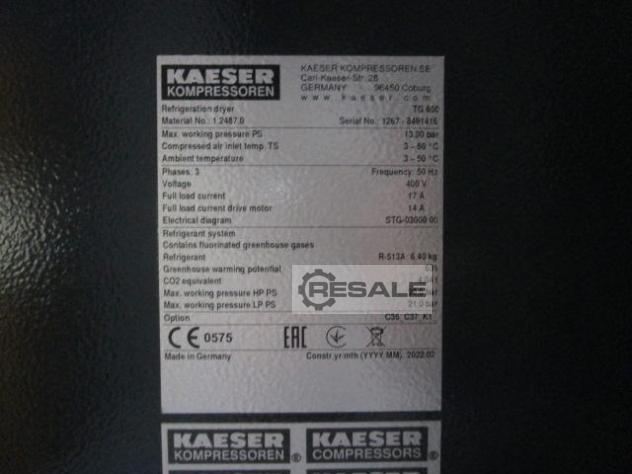 KAESER
KOMPRESSOREN
KAESER KOMPRESSOREN SE
Carl-Kaeser-Str. 26
GERMANY 96450 Coburg
www.kaeser.com
Refrigeration dryer TG 650
Material No.: 1.2487.0 Serial No.: 1267 - 8491416
Max. working pressure PS 13,00 bar
Compressed air inlet temp. TS 3 – 50 °C
Ambient temperature 3 – 50 °C
Phases: 3 Frequency: 50 Hz
Voltage 400 V
Full load current 17 A
Full load current drive motor 14 A
Electrical diagram STG-03000.00
Refrigerant system
Contains fluorinated greenhouse gases
Refrigerant R-513A 6,40 kg
Greenhouse warming potential
CO2 equivalent
Max. working pressure HP PS
Max. working pressure LP PS
RESALE
Option C36 C37 K1
CE 0575 EAC
Made in Germany Constr.yr-mth (YYYY MM). 2022.02
KAESER
KOMPRESSOREN ®
KAESER
COMPRESSORS ®